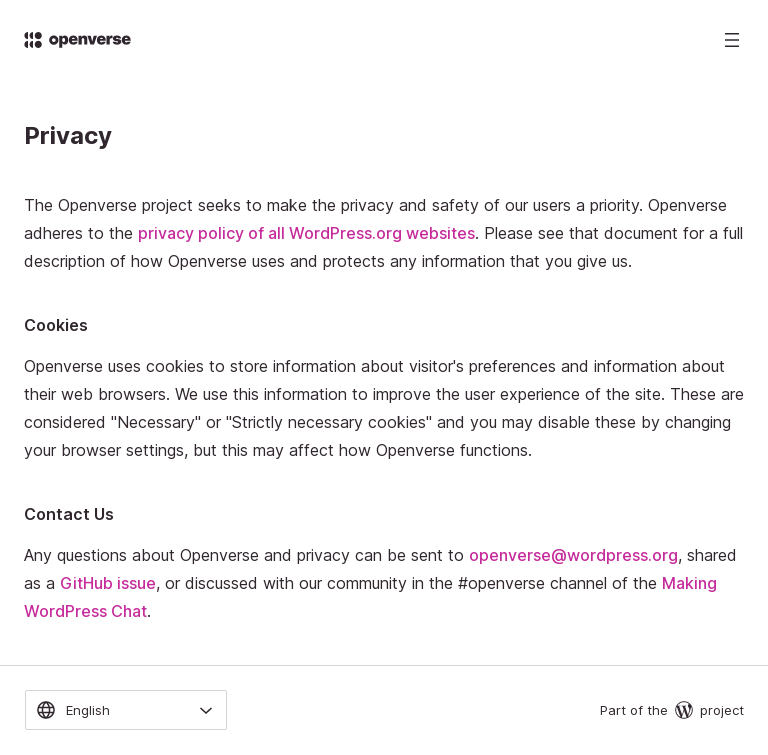 openverse
Privacy
The Openverse project seeks to make the privacy and safety of our users a priority. Openverse
adheres to the privacy policy of all WordPress.org websites. Please see that document for a full
description of how Openverse uses and protects any information that you give us.
Cookies
Openverse uses cookies to store information about visitor's preferences and information about
their web browsers. We use this information to improve the user experience of the site. These are
considered "Necessary" or "Strictly necessary cookies" and you may disable these by changing
your browser settings, but this may affect how Openverse functions.
Contact Us
Any questions about Openverse and privacy can be sent to openverse@wordpress.org, shared
as a GitHub issue, or discussed with our community in the #openverse channel of the Making
WordPress Chat.
English
Part of the project